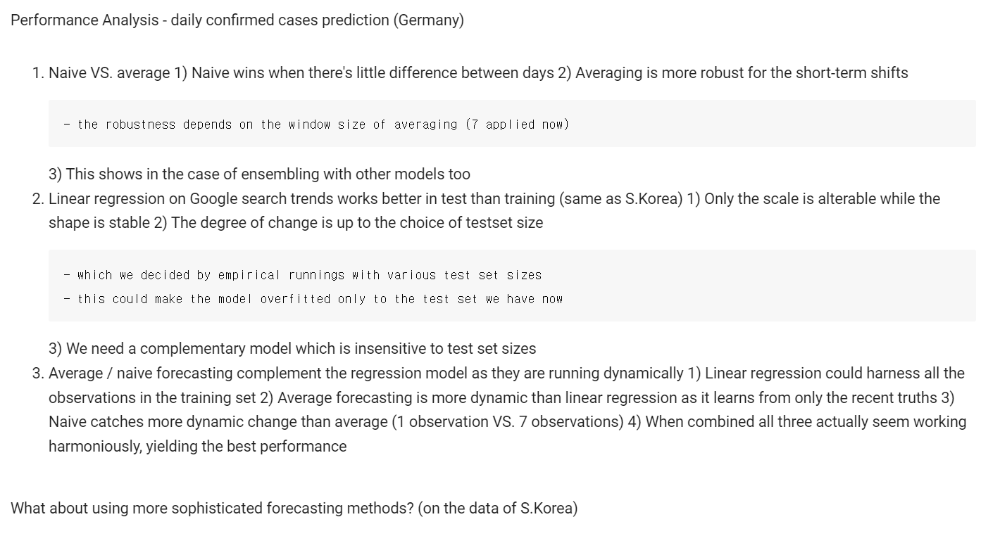 Performance Analysis - daily confirmed cases prediction (Germany)
1. Naive VS. average 1) Naive wins when there's little difference between days 2) Averaging is more robust for the short-term shifts
- the robustness depends on the window size of averaging (7 applied now)
3) This shows in the case of ensembling with other models too
2. Linear regression on Google search trends works better in test than training (same as S.Korea) 1) Only the scale is alterable while the
shape is stable 2) The degree of change is up to the choice of testset size
- which we decided by empirical runnings with various test set sizes
- this could make the model overfitted only to the test set we have now
3) We need a complementary model which is insensitive to test set sizes
3. Average / naive forecasting complement the regression model as they are running dynamically 1) Linear regression could harness all the
observations in the training set 2) Average forecasting is more dynamic than linear regression as it learns from only the recent truths 3)
Naive catches more dynamic change than average (1 observation VS. 7 observations) 4) When combined all three actually seem working
harmoniously, yielding the best performance
What about using more sophisticated forecasting methods? (on the data of S.Korea)